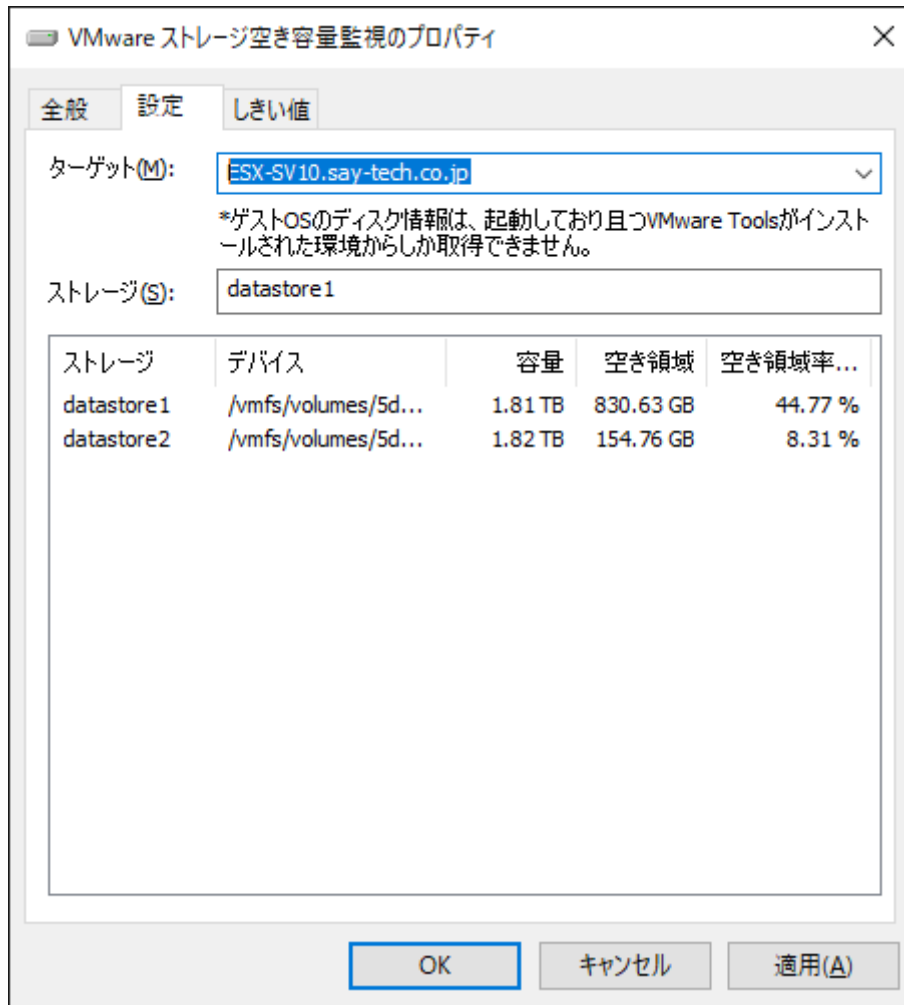 VMware ストレージ空き容量監視のプロパティ
全般 設定 しきい値
ターゲット(M): ESX-SV10.say-tech.co.jp
*ゲストOSのディスク情報は、起動しており且つVMware Toolsがインスト
ールされた環境からしか取得できません。
ストレージ(S): datastore1
ストレージ デバイス 容量 空き領域 空き領域率...
datastore1 /vmfs/volumes/5d... 1.81 TB 830.63 GB 44.77 %
datastore2 /vmfs/volumes/5d... 1.82 TB 154.76 GB 8.31 %
OK キャンセル 適用(A)